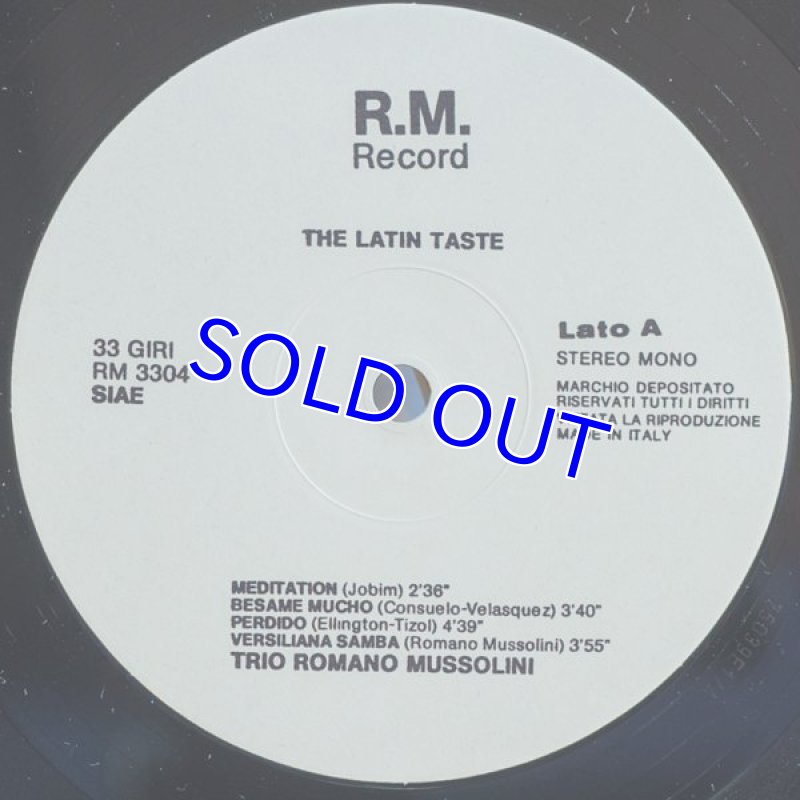 R.M.
Record
THE LATIN TASTE
33 GIRI
RM 3304
SIAE
Lato A
STEREO MONO
MARCHIO DEPOSITATO
RISERVATI TUTTI I DIRITTI
LA RIPRODUZIONE
MADE IN ITALY
SOLD OUT
MEDITATION (Jobim) 2'36"
BESAME MUCHO (Consuelo-Velasquez) 3'40"
PERDIDO (Ellington-Tizol) 4'39"
VERSILIANA SAMBA (Romano Mussolini) 3'55"
TRIO ROMANO MUSSOLINI